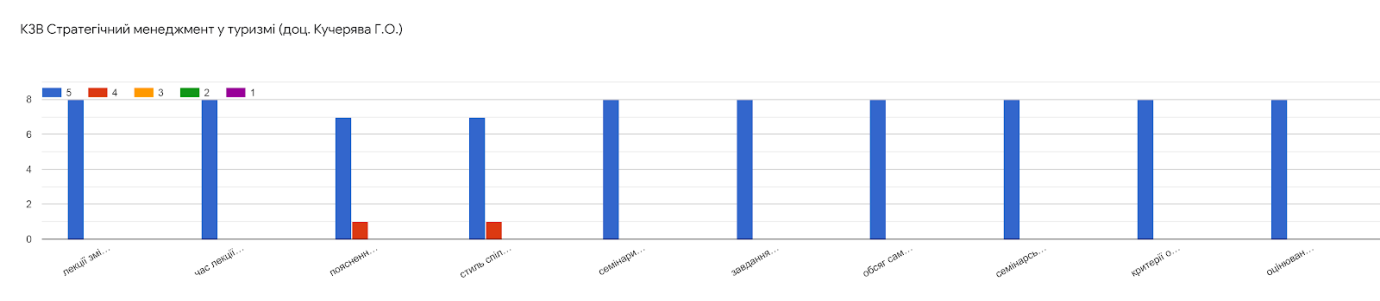 КЗВ Стратегічний менеджмент у туризмі (доц. Кучерява Г.О.)
5 4 3 2 1
8
6
4
2
0
лекції змі… час лекції… поясненн… стиль спіл… семінари… завдання… обсяг сам… семінарсь… критерії о… оцінюван…